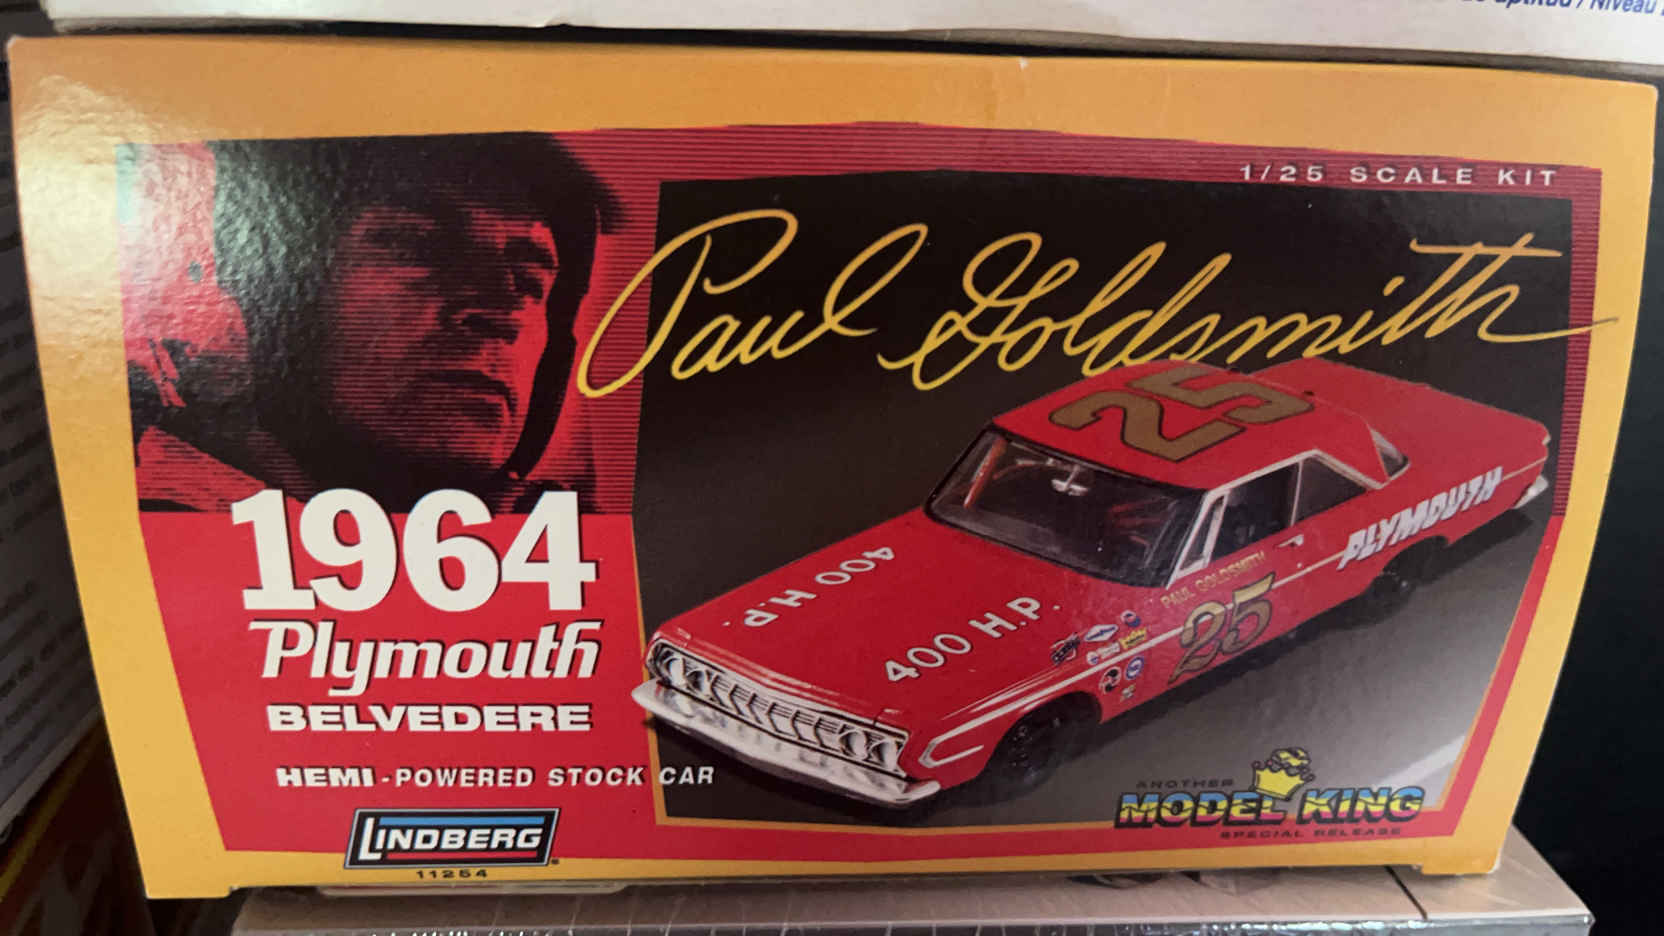 / Niveau
1/25 SCALE KIT
Paul Goldsmith
25
PLYMOUTH
400 H.P.
400 H.P.
PAUL GOLDSMITH
25
1964
Plymouth
BELVEDERE
HEMI-POWERED STOCK CAR
LINDBERG
11254
ANOTHER
MODEL KING
SPECIAL RELEASE